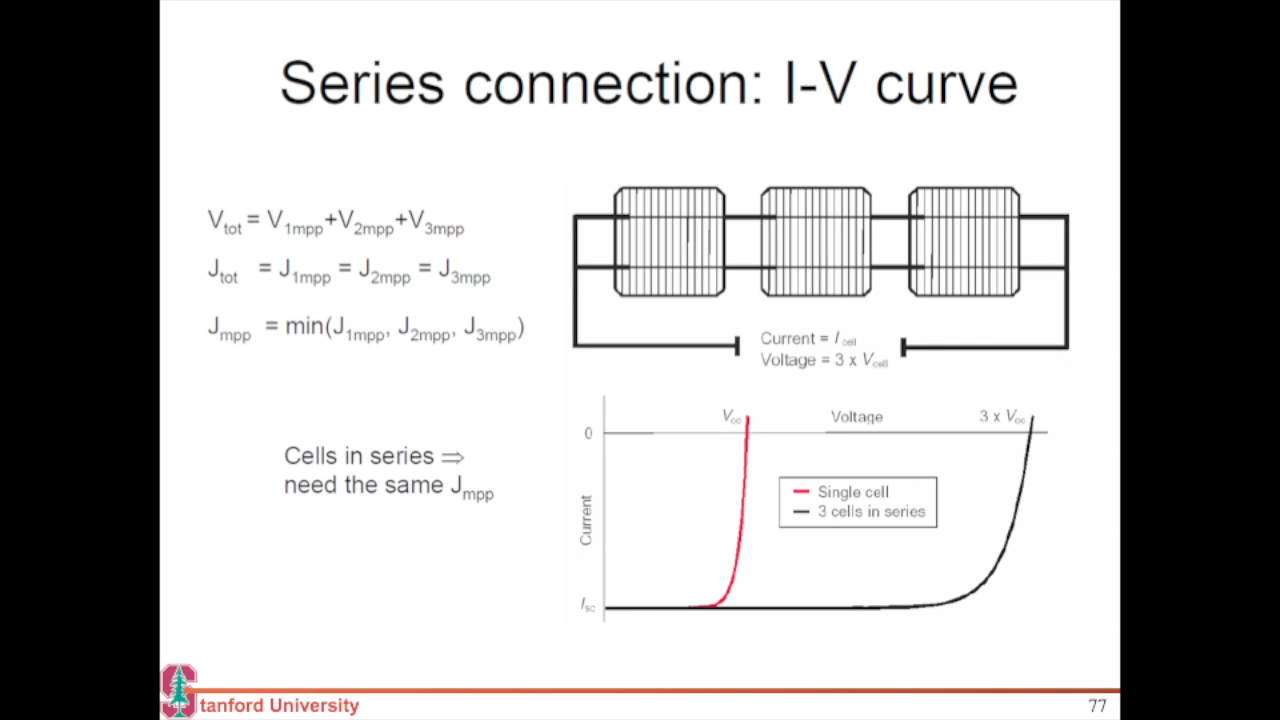 Series connection: I-V curve
Vtot = V1mpp+V2mpp+V3mpp
Jtot = J1mpp = J2mpp = J3mpp
Jmpp = min(J1mpp, J2mpp, J3mpp)
Cells in series ⇒
need the same Jmpp
Current = Icell
Voltage = 3 x Vcell
Voc
Voltage
3 x Voc
0
Single cell
3 cells in series
Current
Isc
Stanford University
77